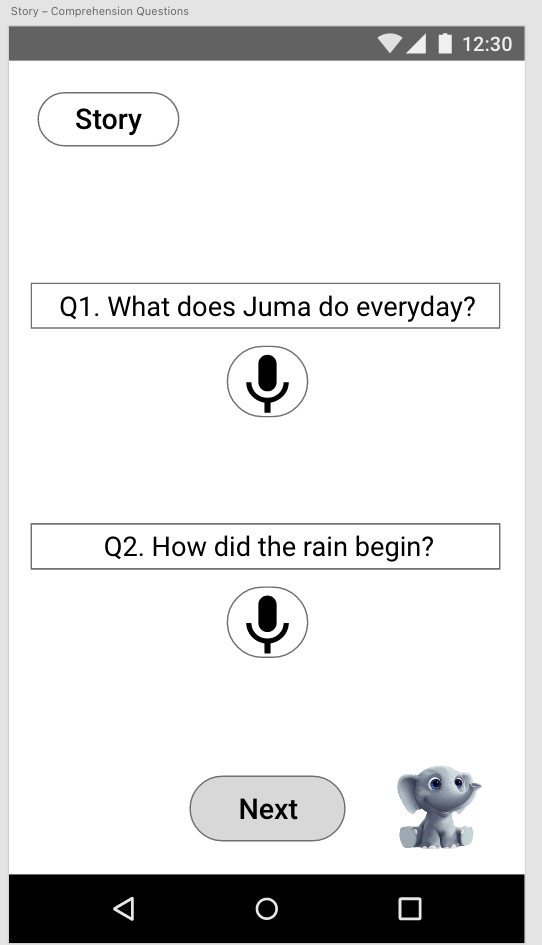 Story – Comprehension Questions
12:30
Story
Q1. What does Juma do everyday?
Q2. How did the rain begin?
Next